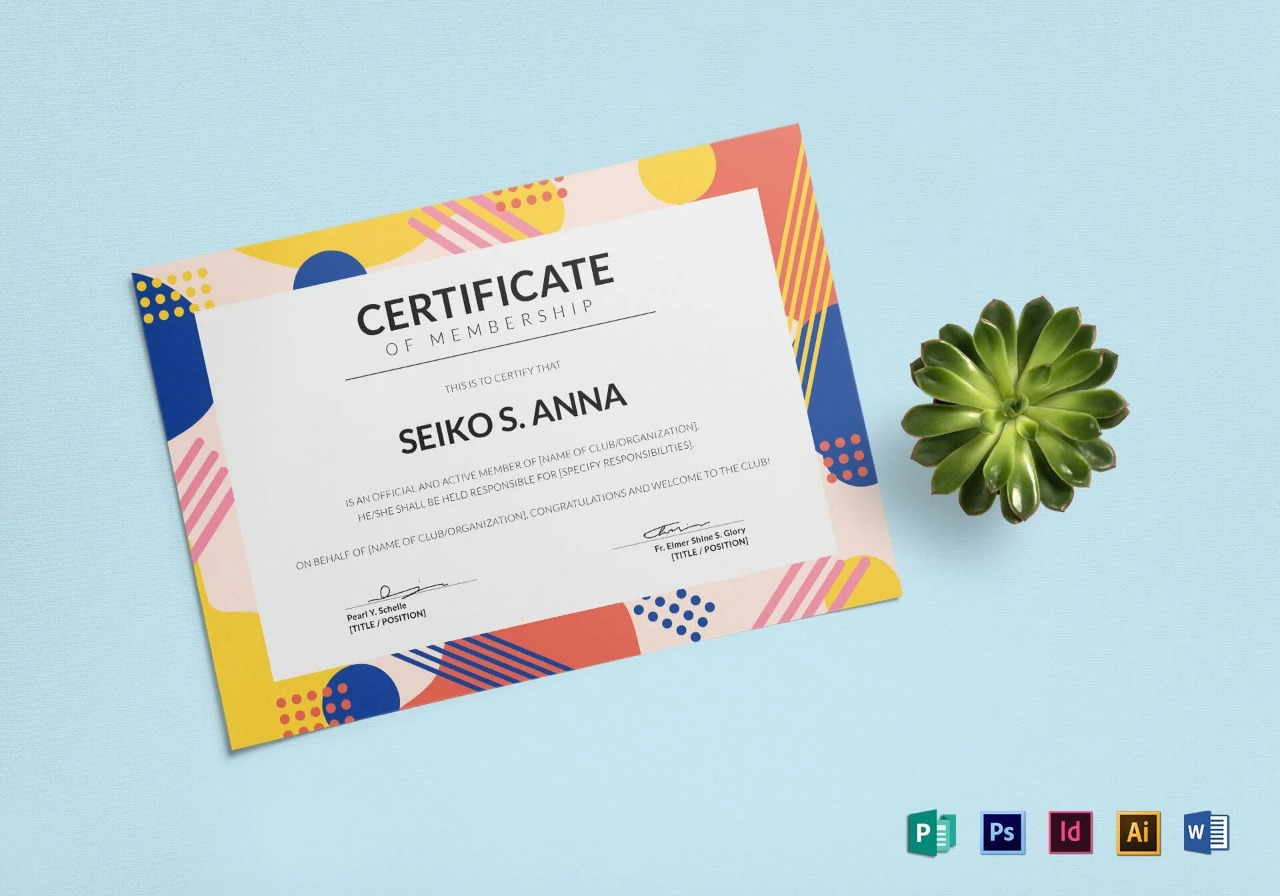 CERTIFICATE
OF MEMBERSHIP
THIS IS TO CERTIFY THAT
SEIKO S. ANNA
IS AN OFFICIAL AND ACTIVE MEMBER OF [NAME OF CLUB/ORGANIZATION].
HE/SHE SHALL BE HELD RESPONSIBLE FOR [SPECIFY RESPONSIBILITIES].
ON BEHALF OF [NAME OF CLUB/ORGANIZATION], CONGRATULATIONS AND WELCOME TO THE CLUB!
Pearl Y. Schelle
[TITLE / POSITION]
Fr. Elmer Shine S. Glory
[TITLE / POSITION]
P
Ps
Id
Ai
W